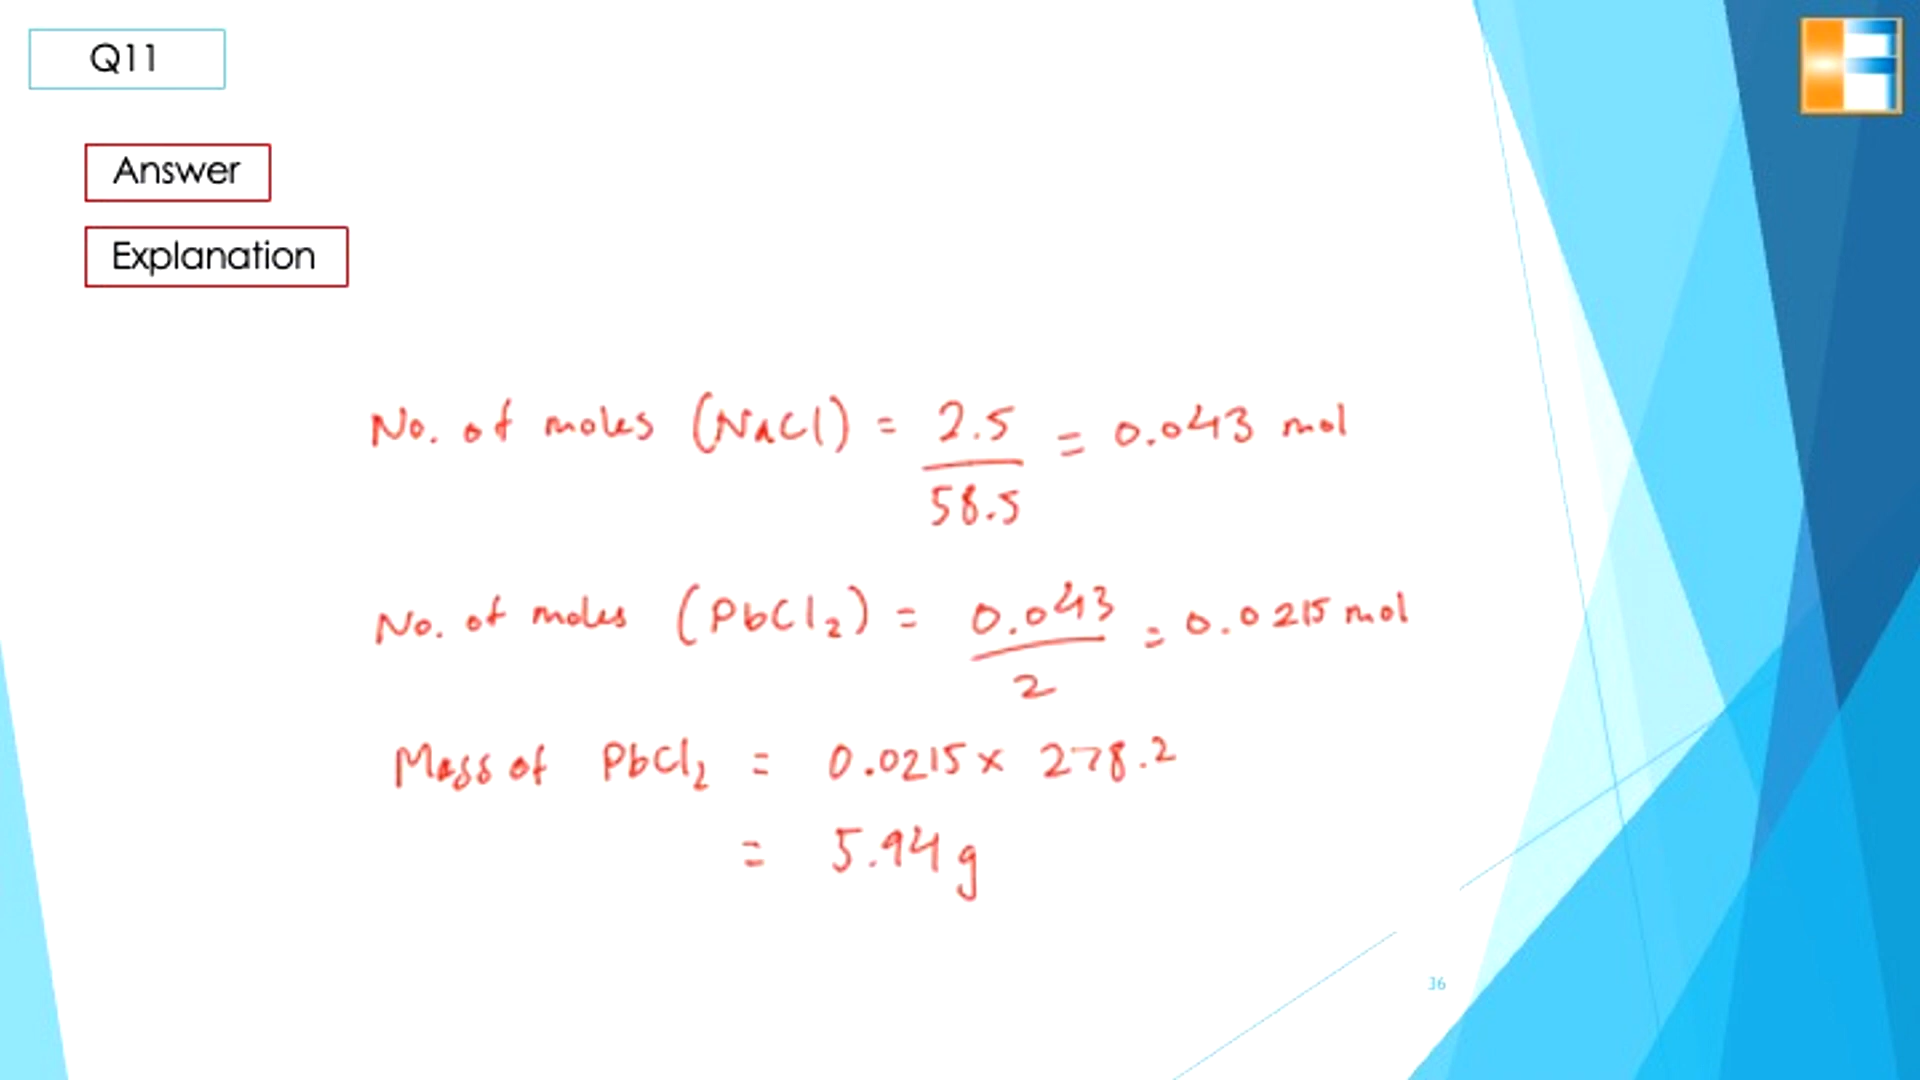 Q11
Answer
Explanation
No. of moles (NaCl) = 2.5/58.5 = 0.043 mol
No. of moles (PbCl₂) = 0.043/2 = 0.0215 mol
Mass of PbCl₂ = 0.0215 × 278.2
= 5.94 g
36